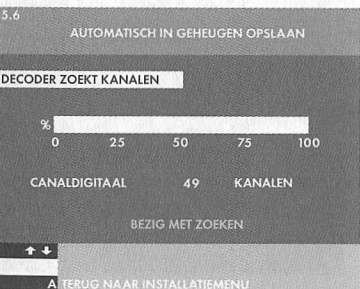 5.6
AUTOMATISCH IN GEHEUGEN OPSLAAN
DECODER ZOEKT KANALEN
%
0 25 50 75 100
CANALDIGITAAL 49 KANALEN
BEZIG MET ZOEKEN
A TERUG NAAR INSTALLATIEMENU